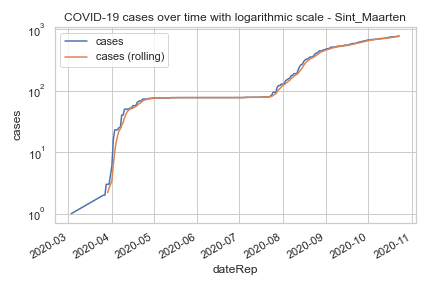 COVID-19 cases over time with logarithmic scale - Sint_Maarten
cases
cases (rolling)
10³
10²
10¹
10⁰
cases
2020-03
2020-04
2020-05
2020-06
2020-07
2020-08
2020-09
2020-10
2020-11
dateRep